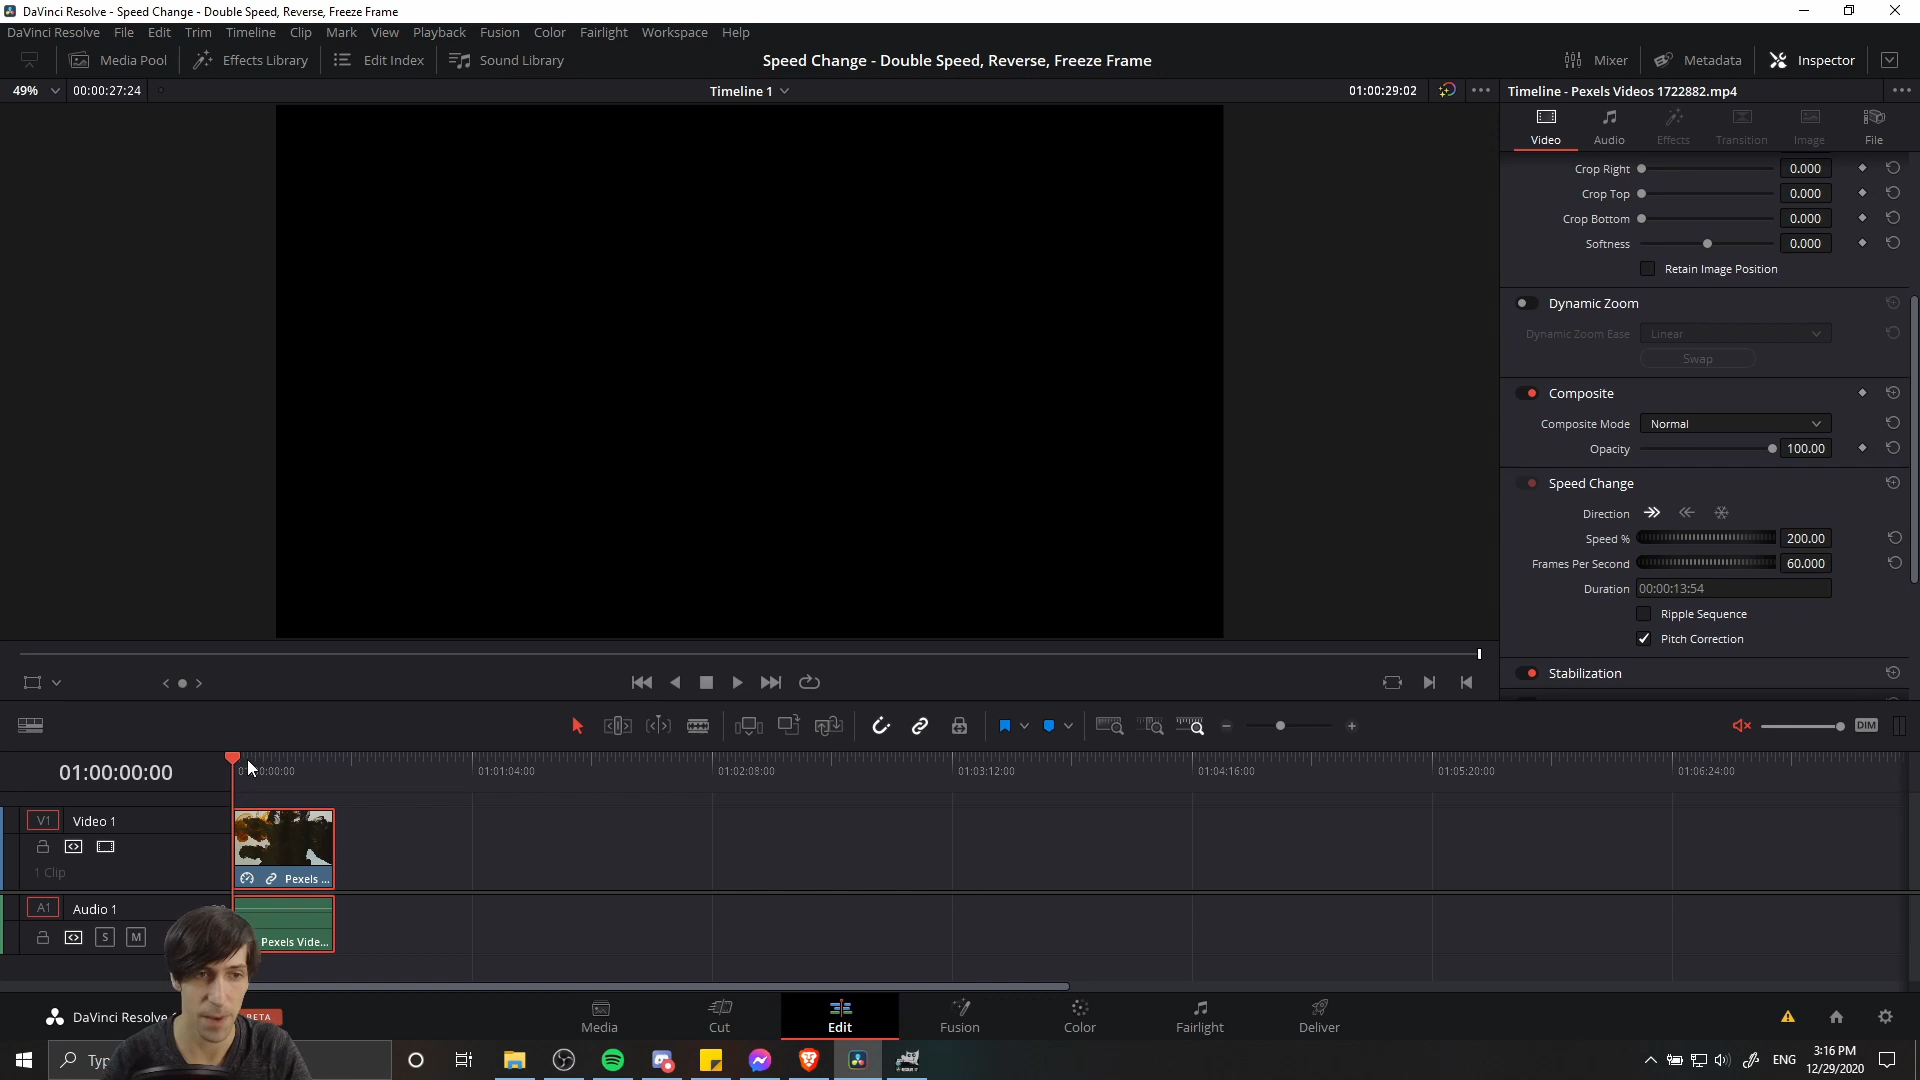 DaVinci Resolve - Speed Change - Double Speed, Reverse, Freeze Frame
DaVinci Resolve File Edit Trim Timeline Clip Mark View Playback Fusion Color Fairlight Workspace Help
Media Pool Effects Library Edit Index Sound Library Speed Change - Double Speed, Reverse, Freeze Frame Mixer Metadata Inspector
49% 00:00:27:24 Timeline 1 01:00:29:02 Timeline - Pexels Videos 1722882.mp4
Video Audio Effects Transition Image File
Crop Right 0.000
Crop Top 0.000
Crop Bottom 0.000
Softness 0.000
Retain Image Position
Dynamic Zoom
Dynamic Zoom Ease Linear
Swap
Composite
Composite Mode Normal
Opacity 100.00
Speed Change
Direction
Speed % 200.00
Frames Per Second 60.000
Duration 00:00:13:54
Ripple Sequence
Pitch Correction
Stabilization
DIM
01:00:00:00 01:01:04:00 01:02:08:00 01:03:12:00 01:04:16:00 01:05:20:00 01:06:24:00
V1 Video 1
1 Clip
Pexels ...
A1 Audio 1
S M
Pexels Vide...
DaVinci Resolve
Media Cut Edit Fusion Color Fairlight Deliver
ENG 3:16 PM
12/29/2020